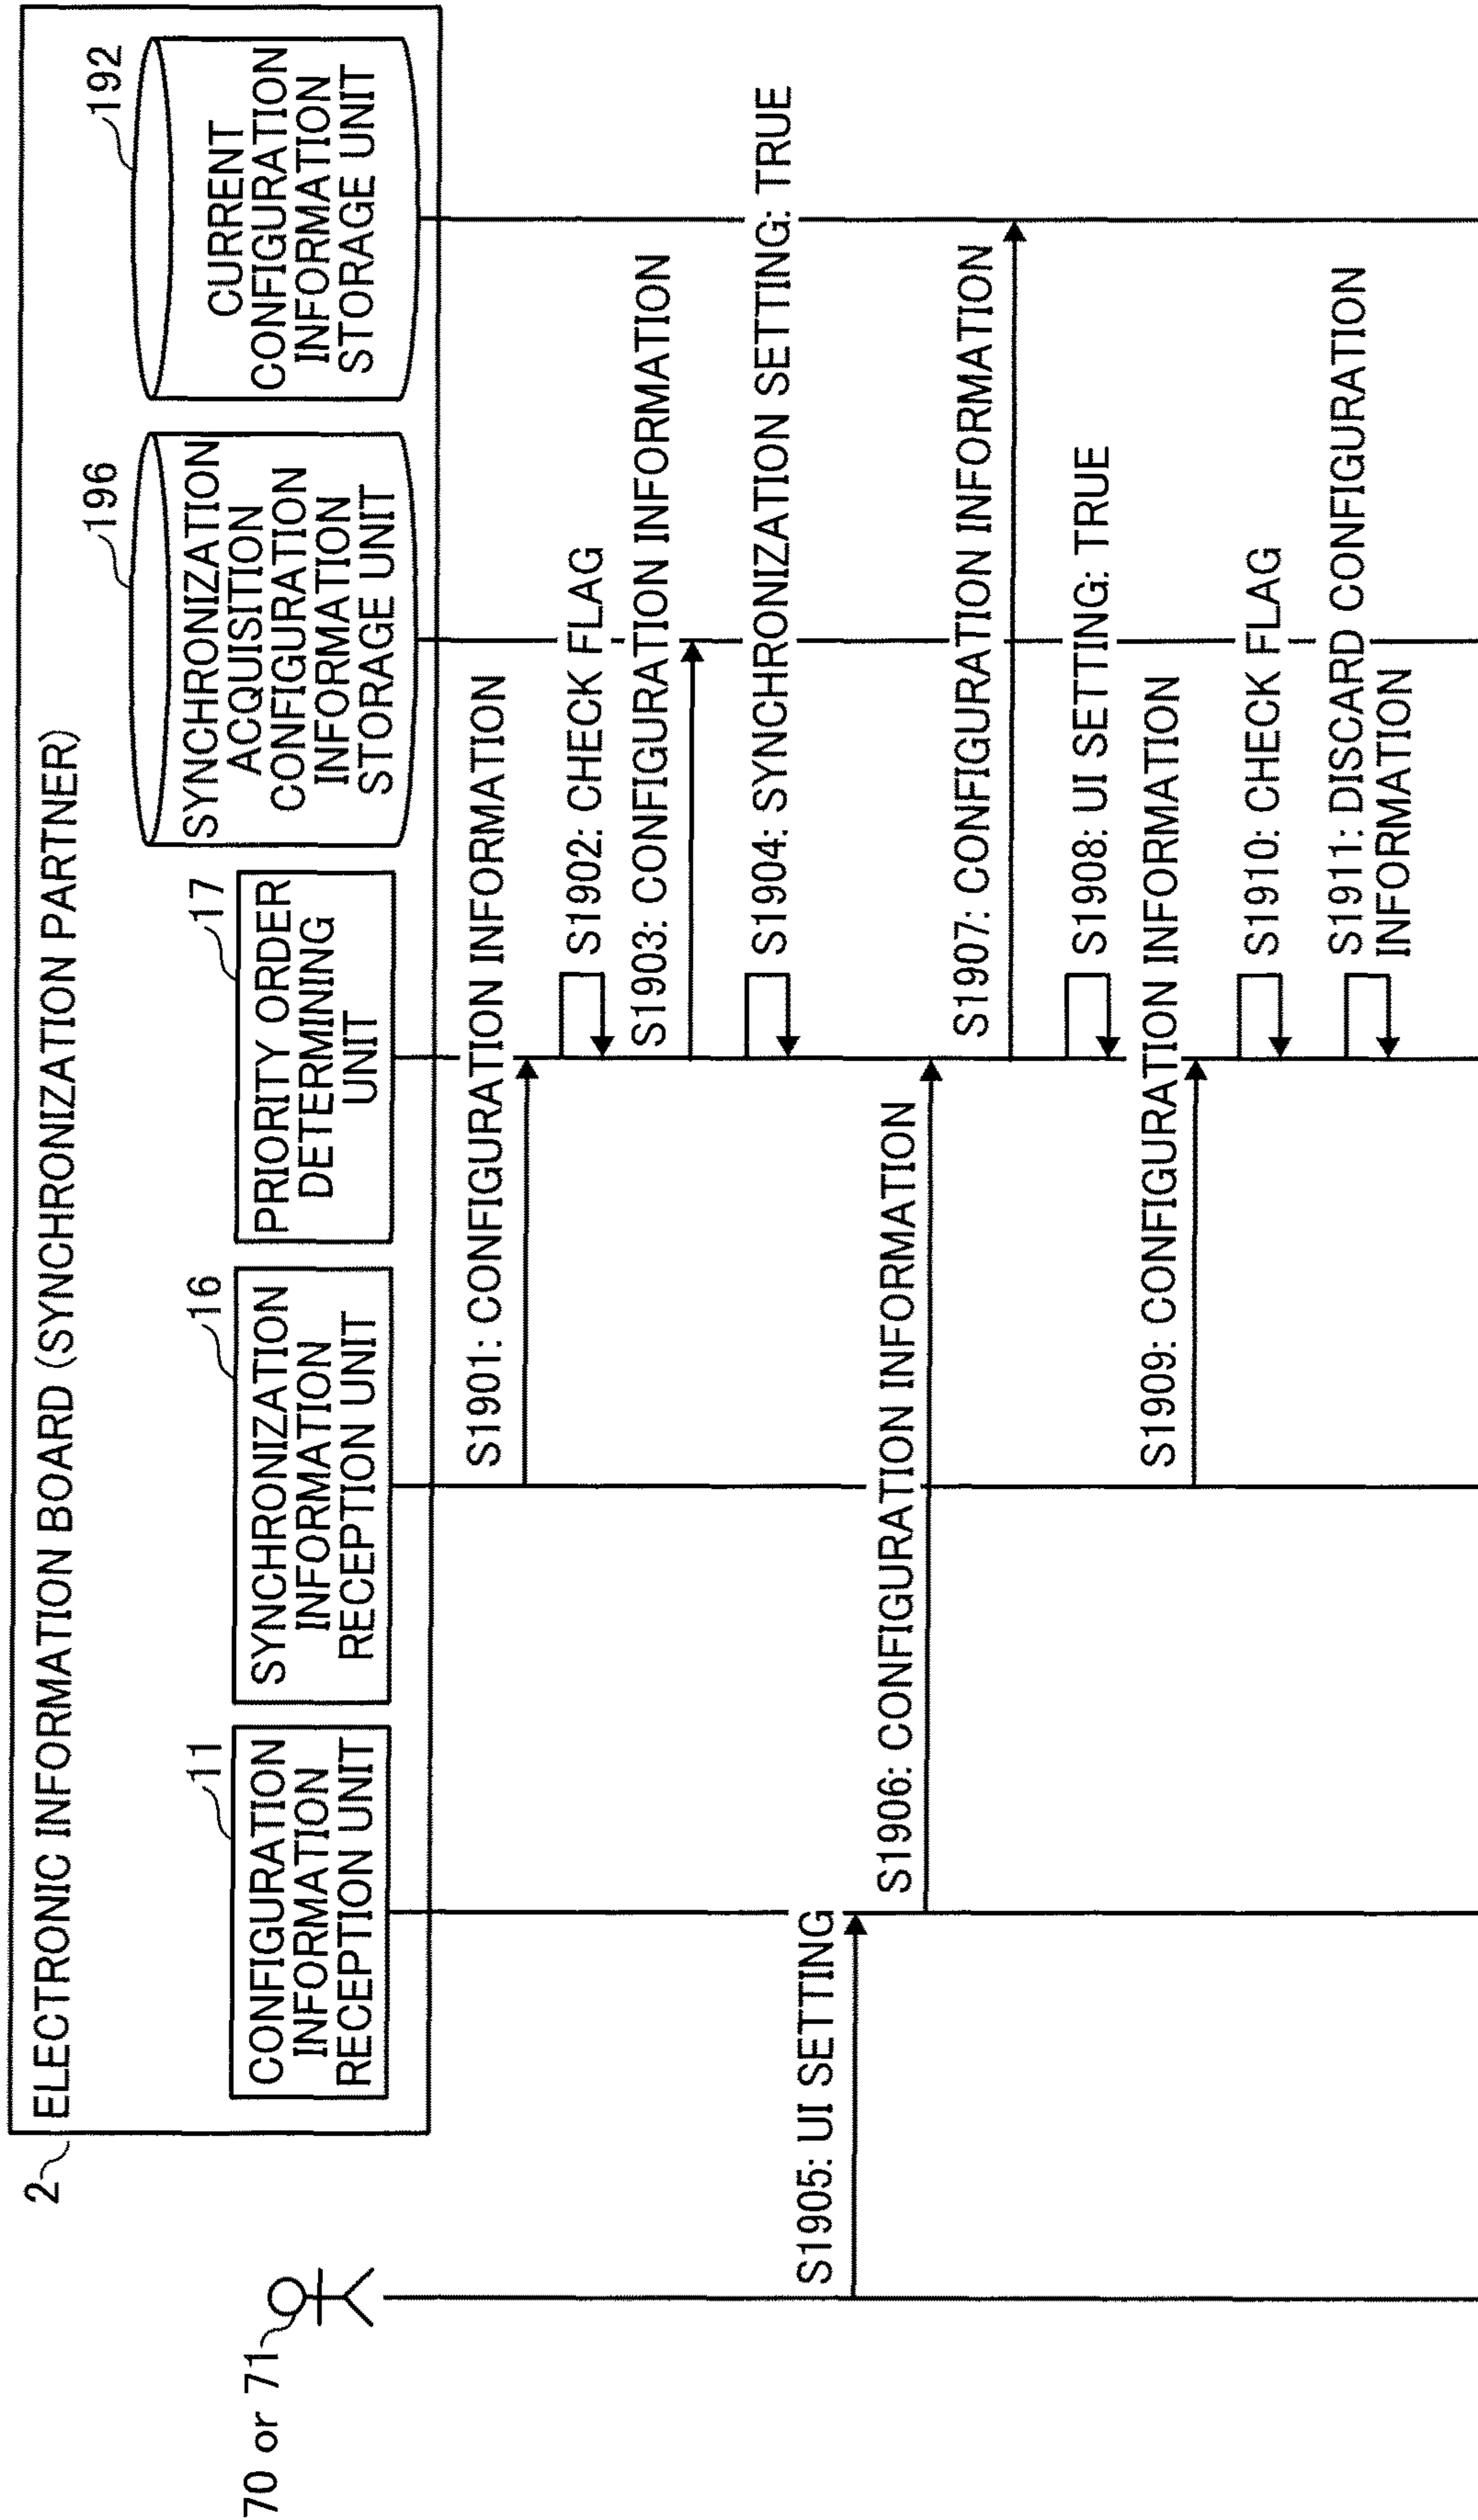 2
ELECTRONIC INFORMATION BOARD (SYNCHRONIZATION PARTNER)
70 or 71
11
CONFIGURATION
INFORMATION
RECEPTION UNIT
16
SYNCHRONIZATION
INFORMATION
RECEPTION UNIT
17
PRIORITY ORDER
DETERMINING
UNIT
196
SYNCHRONIZATION
ACQUISITION
CONFIGURATION
INFORMATION
STORAGE UNIT
192
CURRENT
CONFIGURATION
INFORMATION
STORAGE UNIT
S1901: CONFIGURATION INFORMATION
S1902: CHECK FLAG
S1903: CONFIGURATION INFORMATION
S1904: SYNCHRONIZATION SETTING: TRUE
S1905: UI SETTING
S1906: CONFIGURATION INFORMATION
S1907: CONFIGURATION INFORMATION
S1908: UI SETTING: TRUE
S1909: CONFIGURATION INFORMATION
S1910: CHECK FLAG
S1911: DISCARD CONFIGURATION
INFORMATION